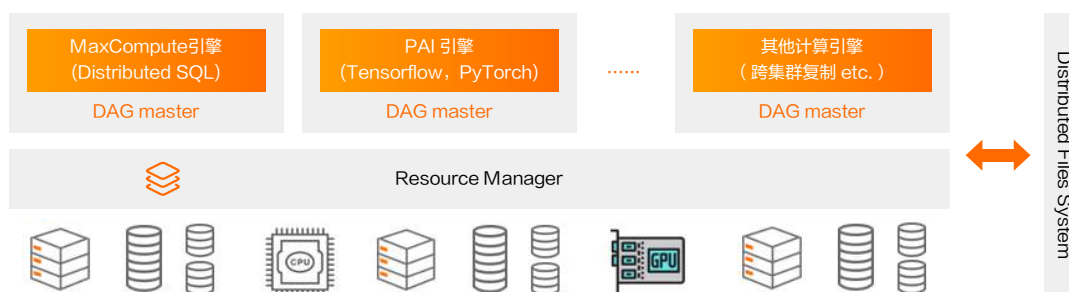 MaxCompute引擎
(Distributed SQL)
DAG master
PAI 引擎
(Tensorflow，PyTorch)
DAG master
......
其他计算引擎
( 跨集群复制 etc. )
DAG master
Resource Manager
CPU
GPU
Distributed Files System